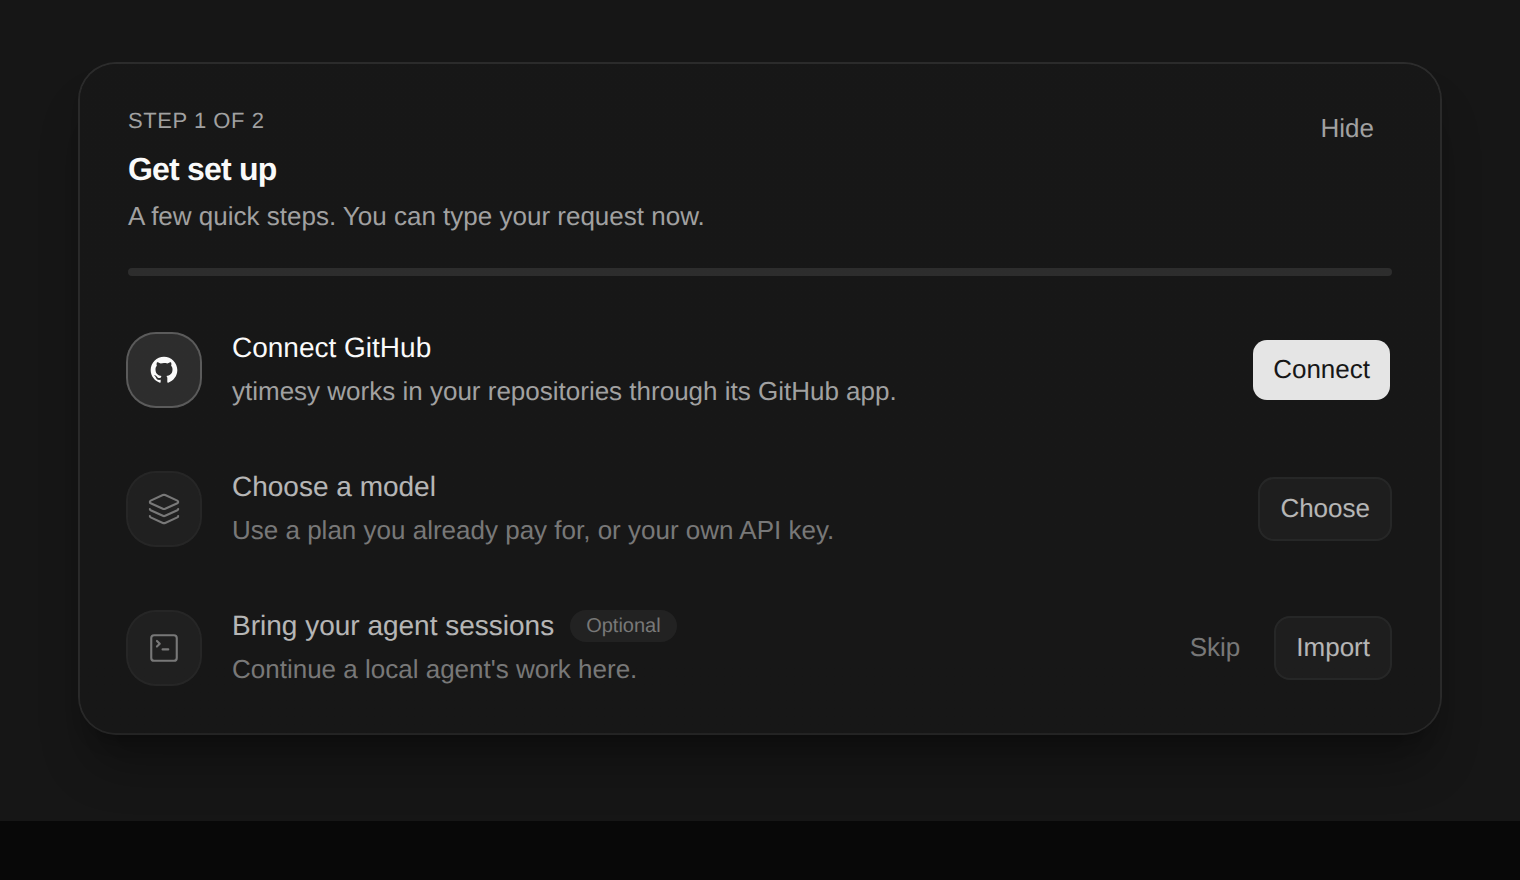 STEP 1 OF 2
Hide
Get set up
A few quick steps. You can type your request now.
Connect GitHub
ytimesy works in your repositories through its GitHub app.
Connect
Choose a model
Use a plan you already pay for, or your own API key.
Choose
Bring your agent sessions Optional
Continue a local agent's work here.
Skip Import